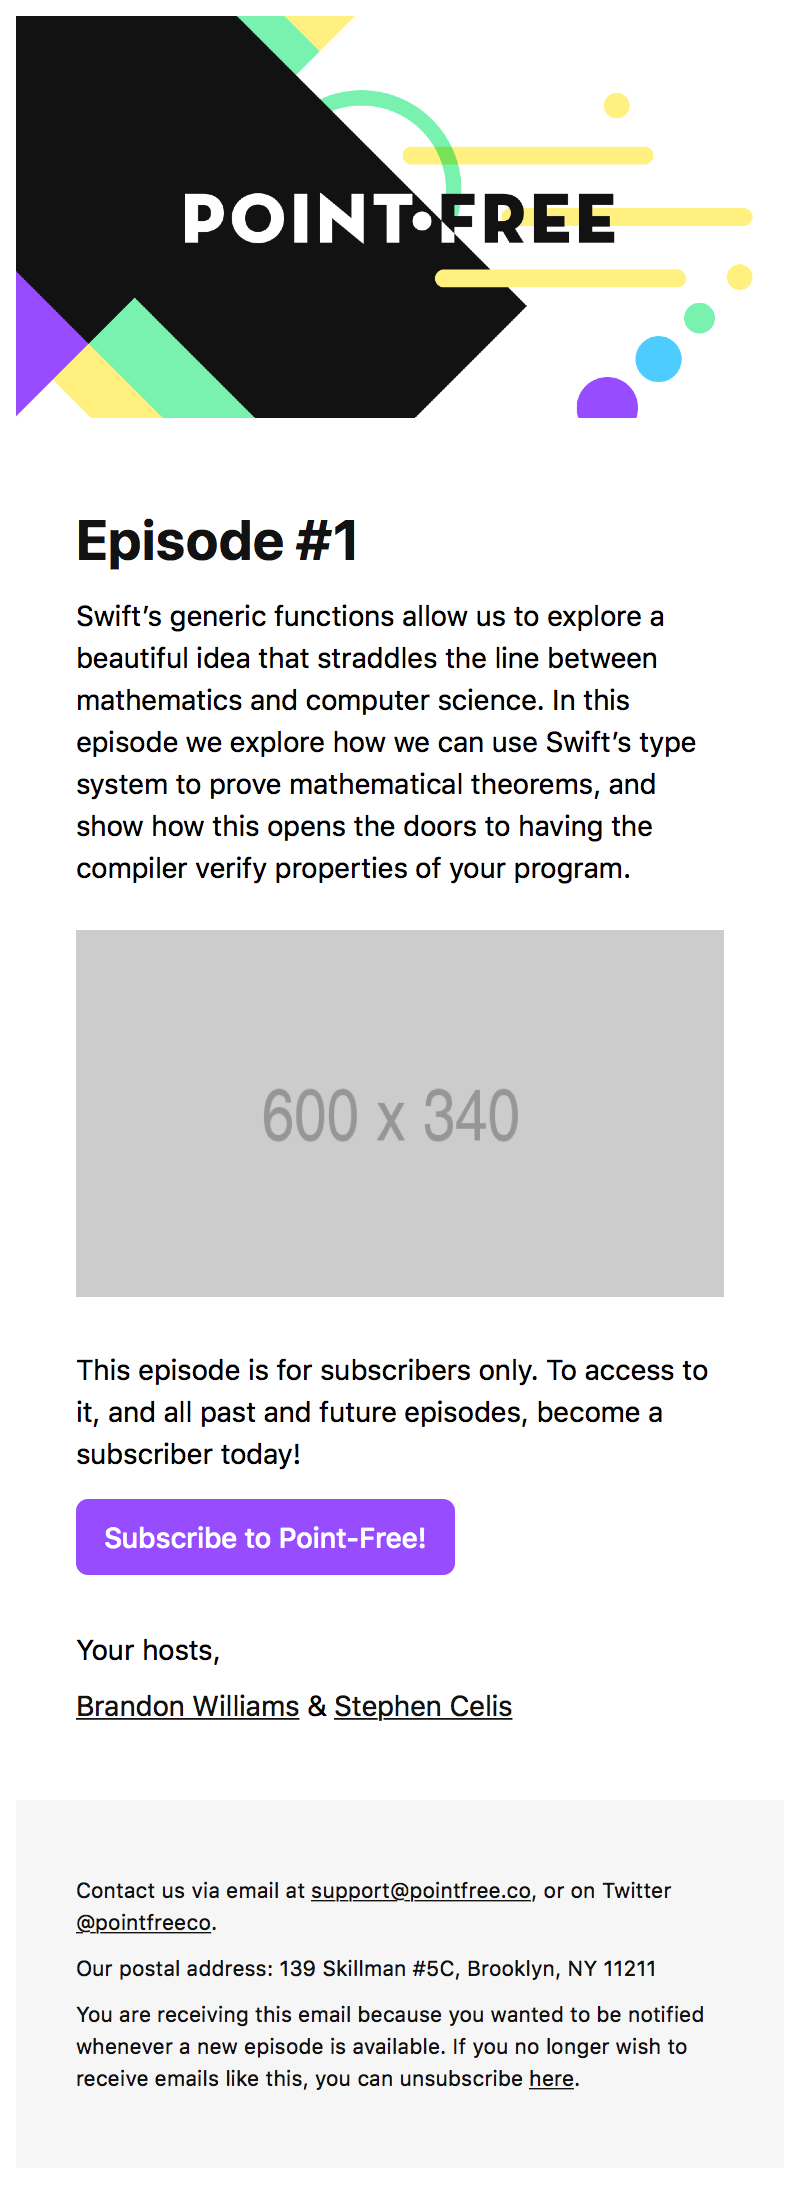 POINT•FREE
Episode #1
Swift’s generic functions allow us to explore a
beautiful idea that straddles the line between
mathematics and computer science. In this
episode we explore how we can use Swift’s type
system to prove mathematical theorems, and
show how this opens the doors to having the
compiler verify properties of your program.
600 x 340
This episode is for subscribers only. To access to
it, and all past and future episodes, become a
subscriber today!
Subscribe to Point-Free!
Your hosts,
Brandon Williams & Stephen Celis
Contact us via email at support@pointfree.co, or on Twitter
@pointfreeco.
Our postal address: 139 Skillman #5C, Brooklyn, NY 11211
You are receiving this email because you wanted to be notified
whenever a new episode is available. If you no longer wish to
receive emails like this, you can unsubscribe here.